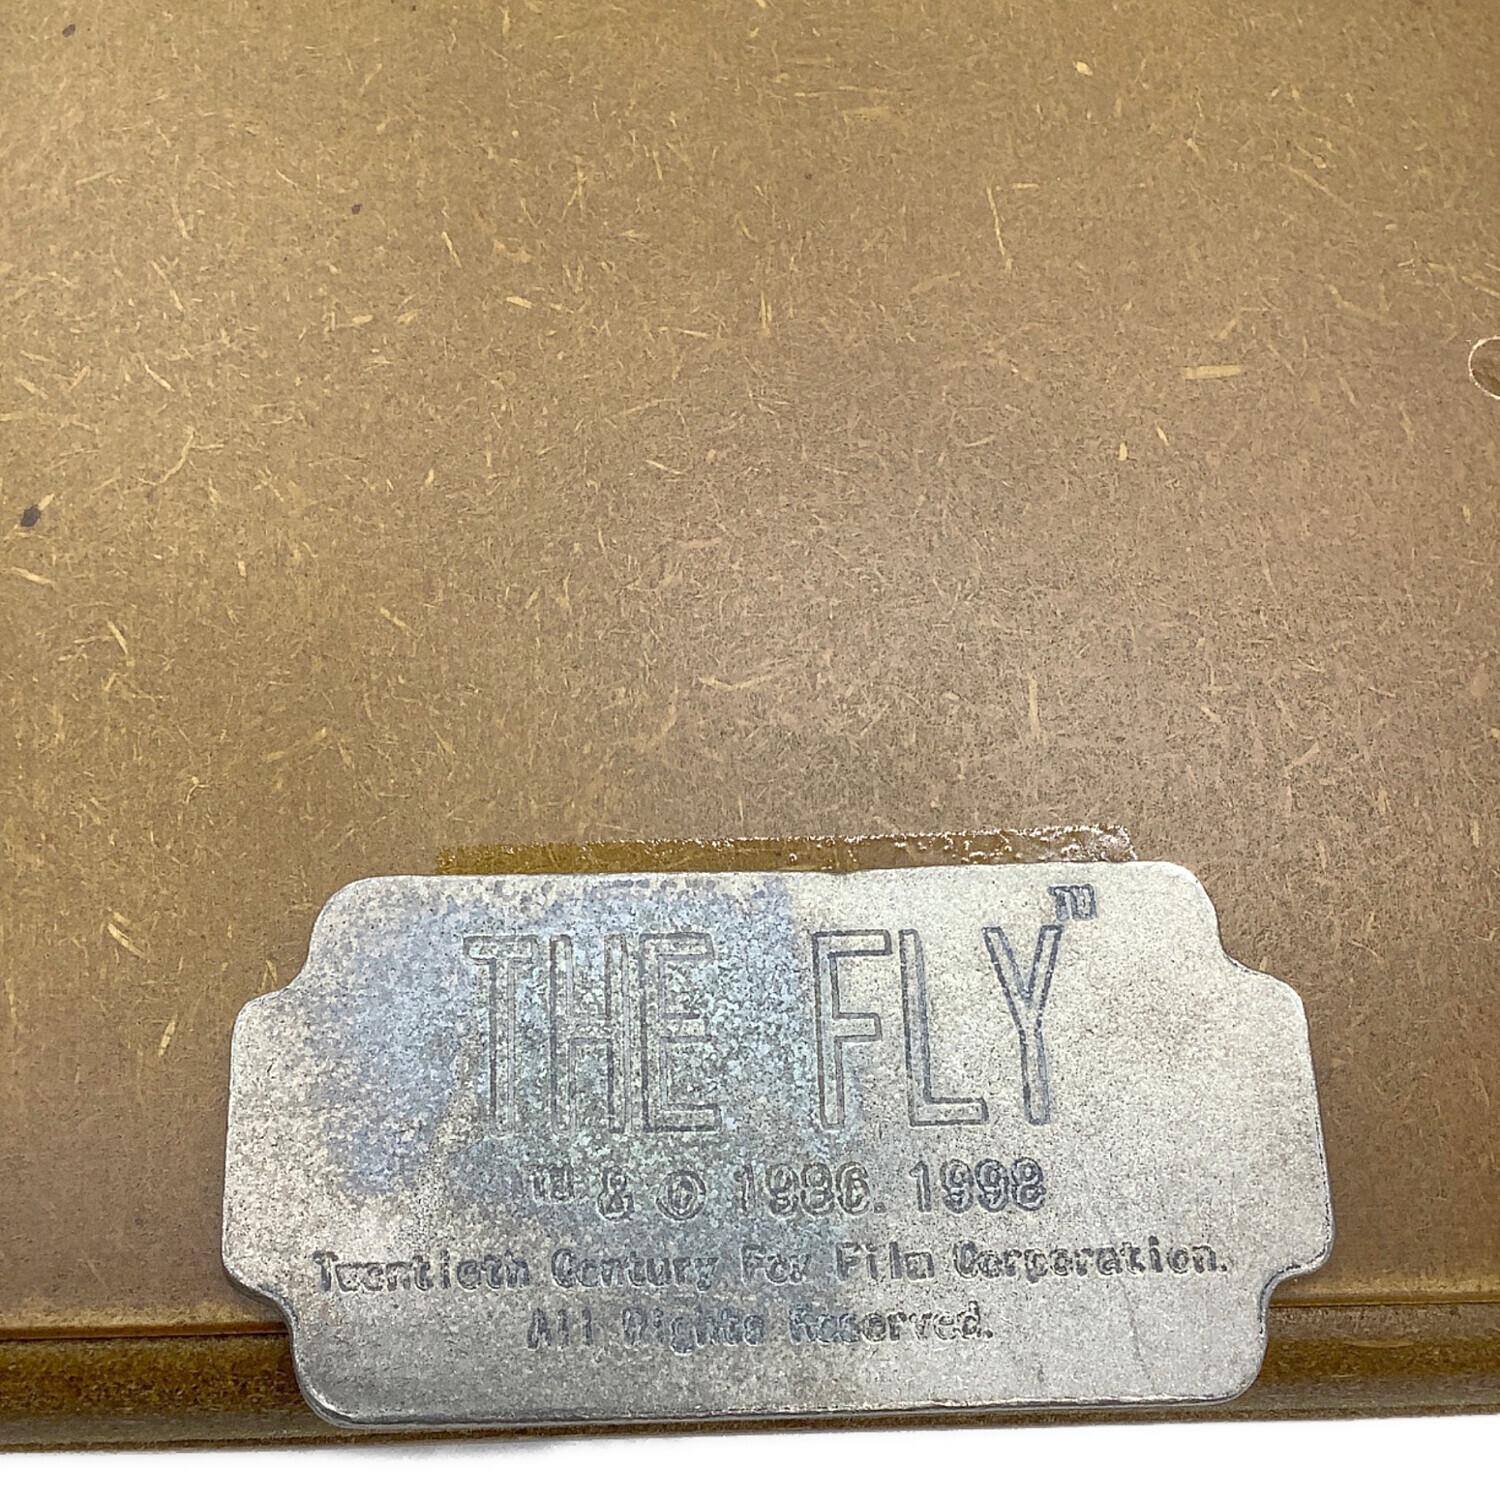 THE FLY™
™ & © 1986. 1998
Twentieth Century Fox Film Corporation.
All Rights Reserved.